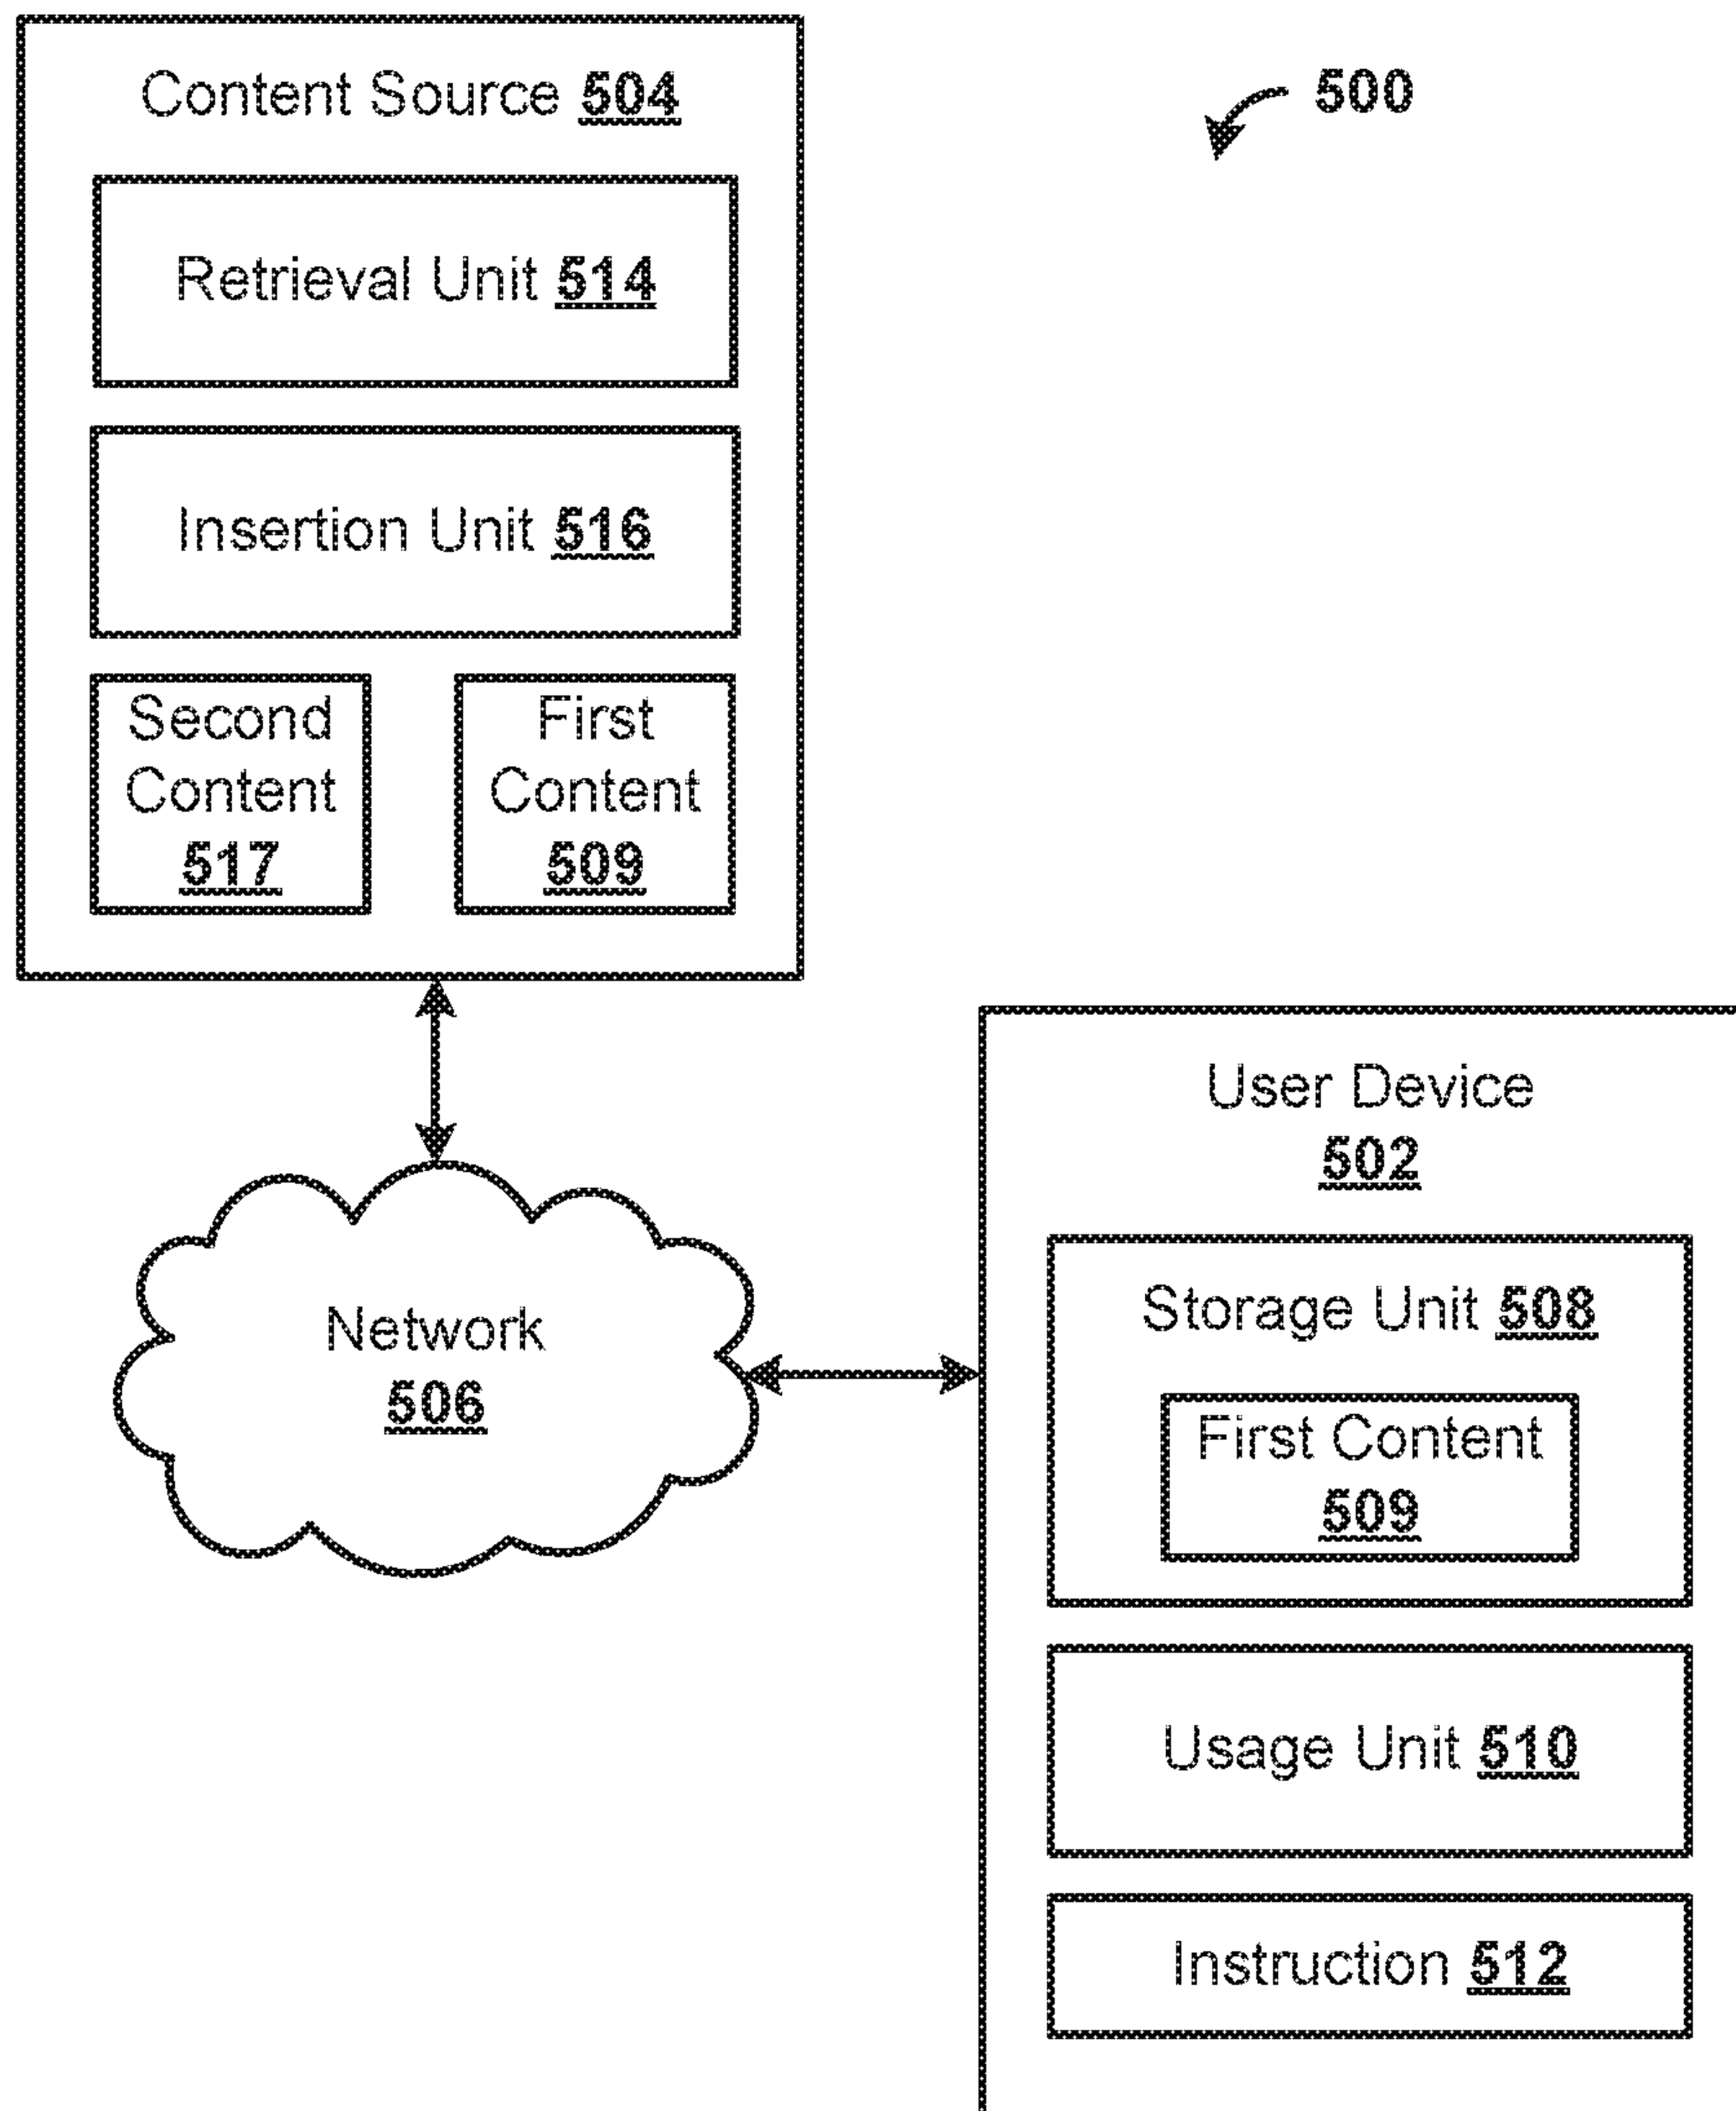 Content Source 504
500
Retrieval Unit 514
Insertion Unit 516
Second
Content
517
First
Content
509
User Device
502
Network
506
Storage Unit 508
First Content
509
Usage Unit 510
Instruction 512